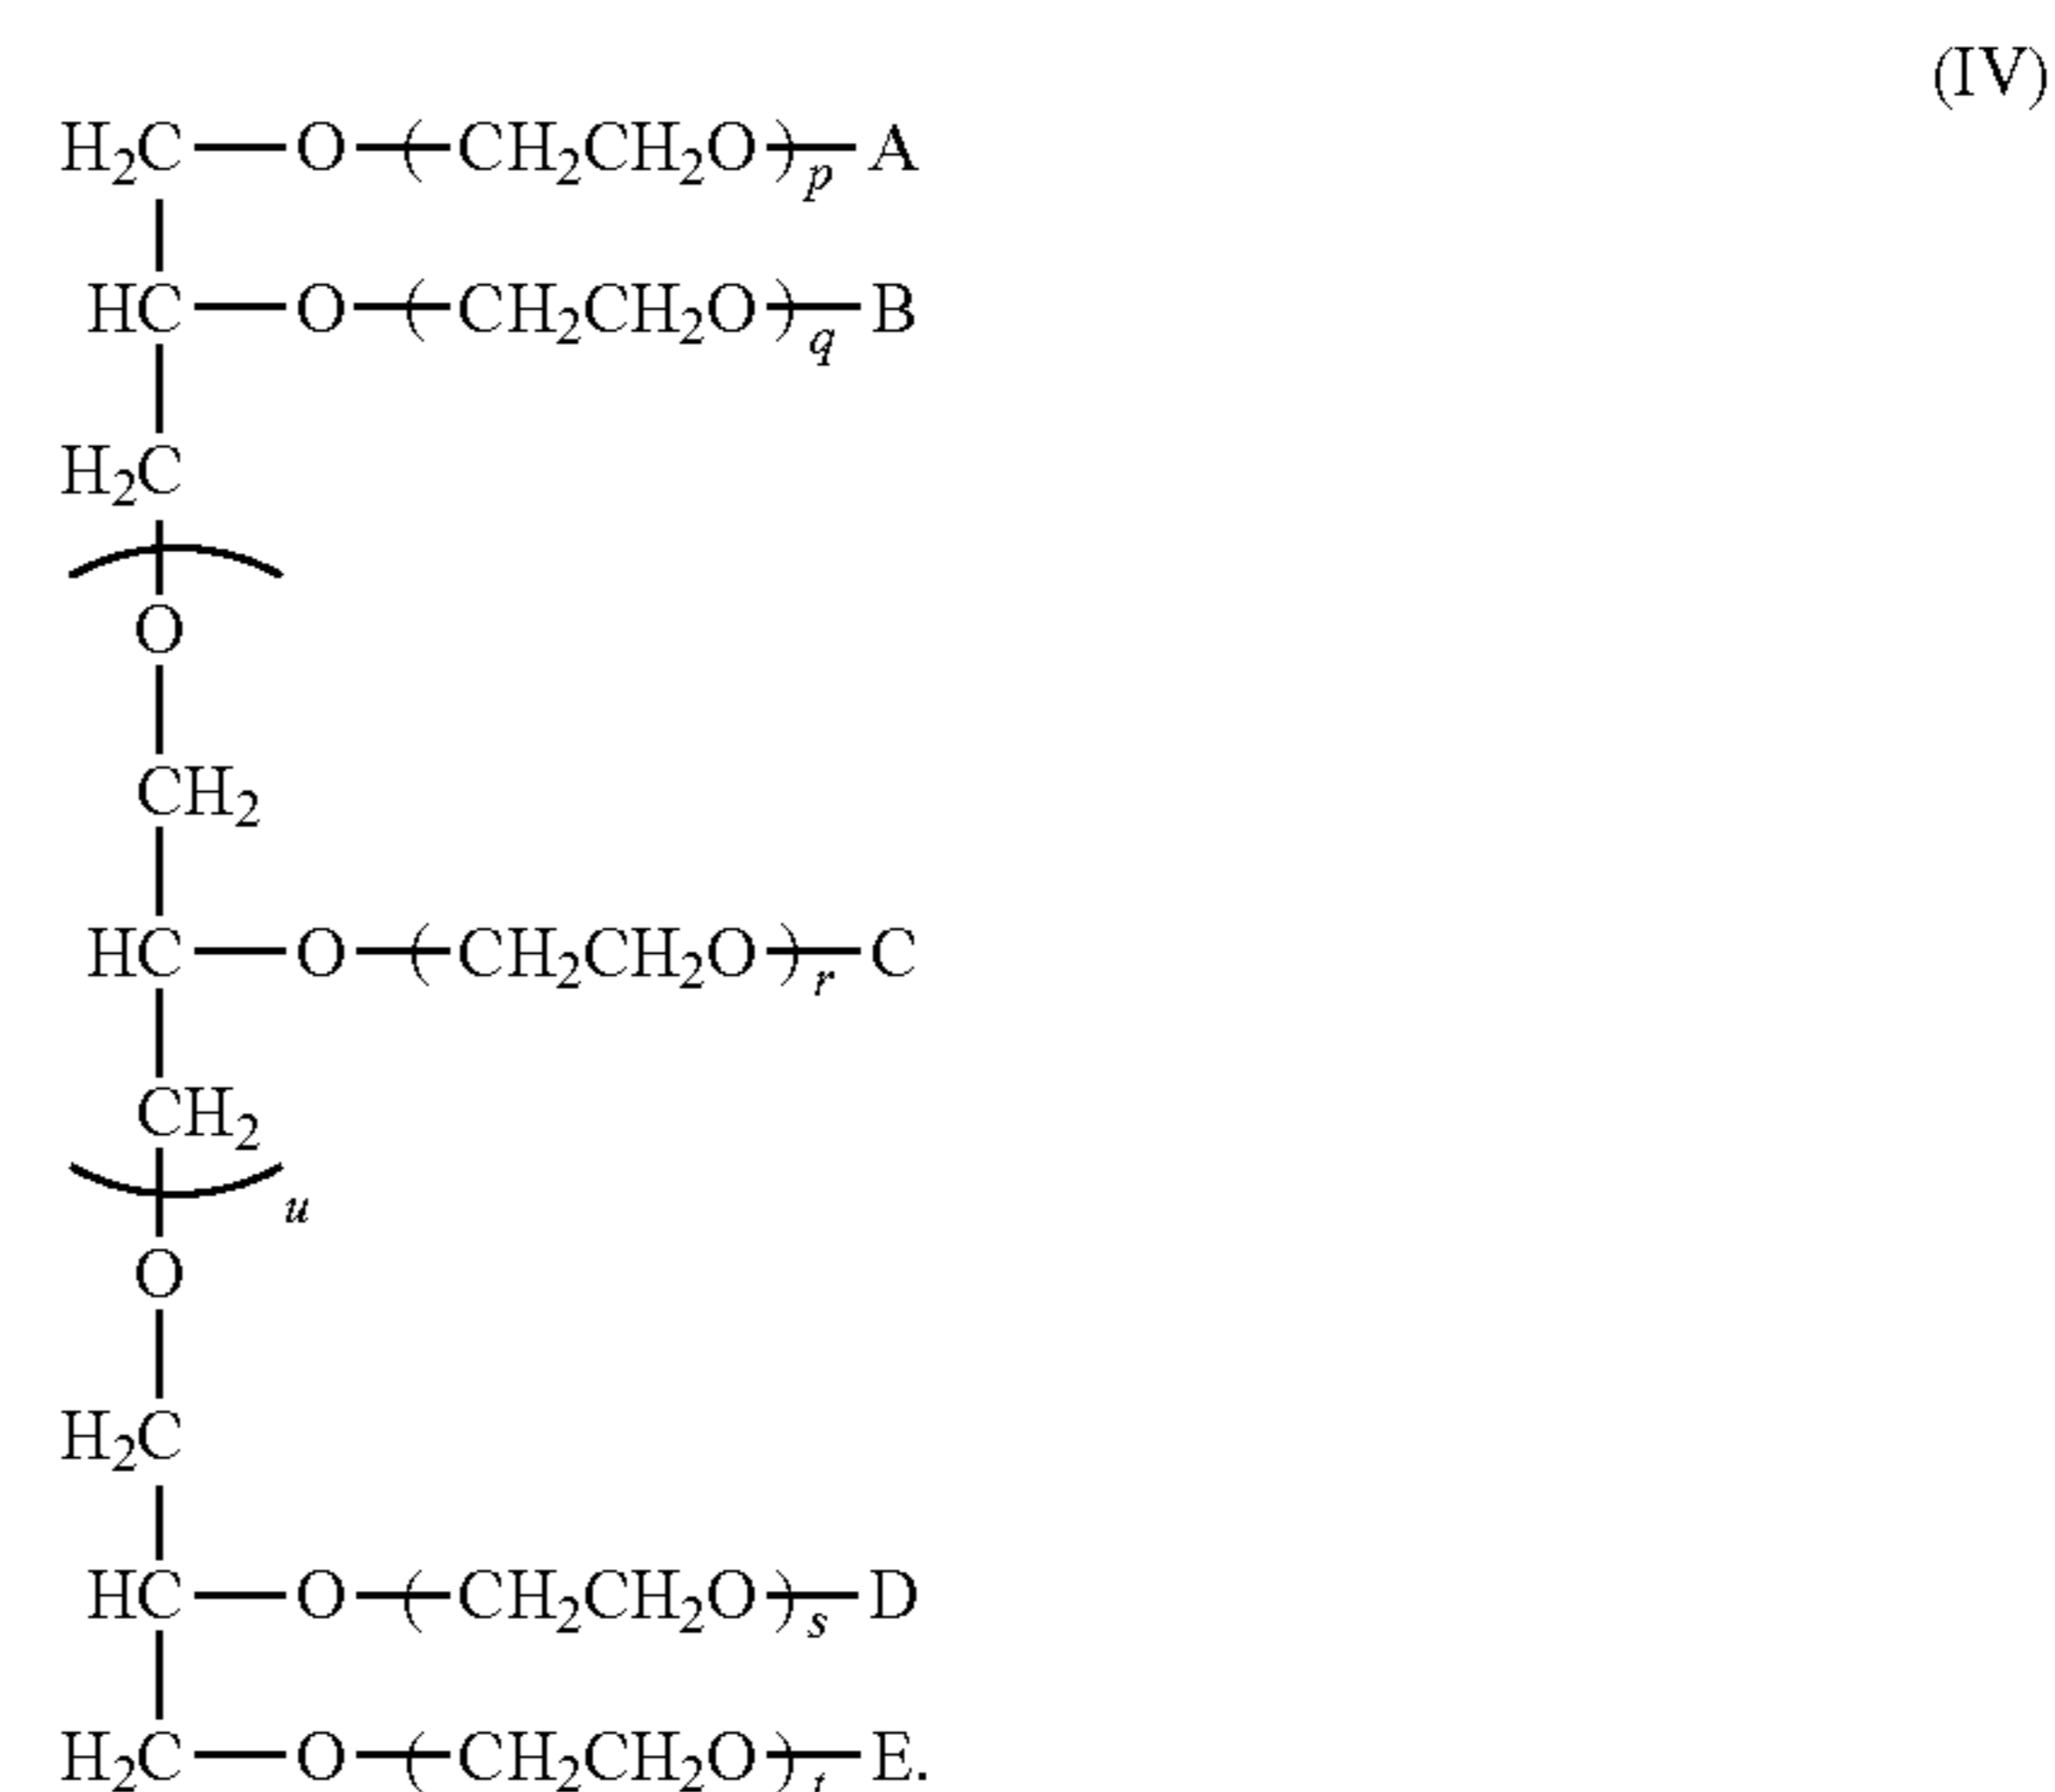 (IV)
H2C—O—(CH2CH2O)p—A
HC—O—(CH2CH2O)q—B
H2C
O
CH2
HC—O—(CH2CH2O)r—C
CH2
u
O
H2C
HC—O—(CH2CH2O)s—D
H2C—O—(CH2CH2O)t—E.